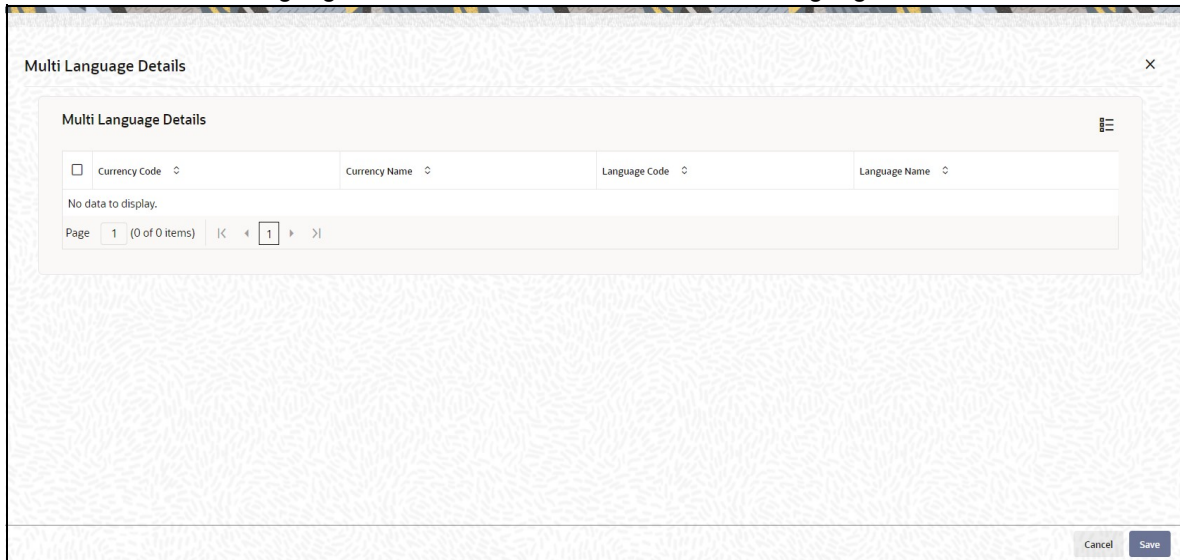 Multi Language Details
Multi Language Details
Currency Code Currency Name Language Code Language Name
No data to display.
Page 1 (0 of 0 items) 1
Cancel Save